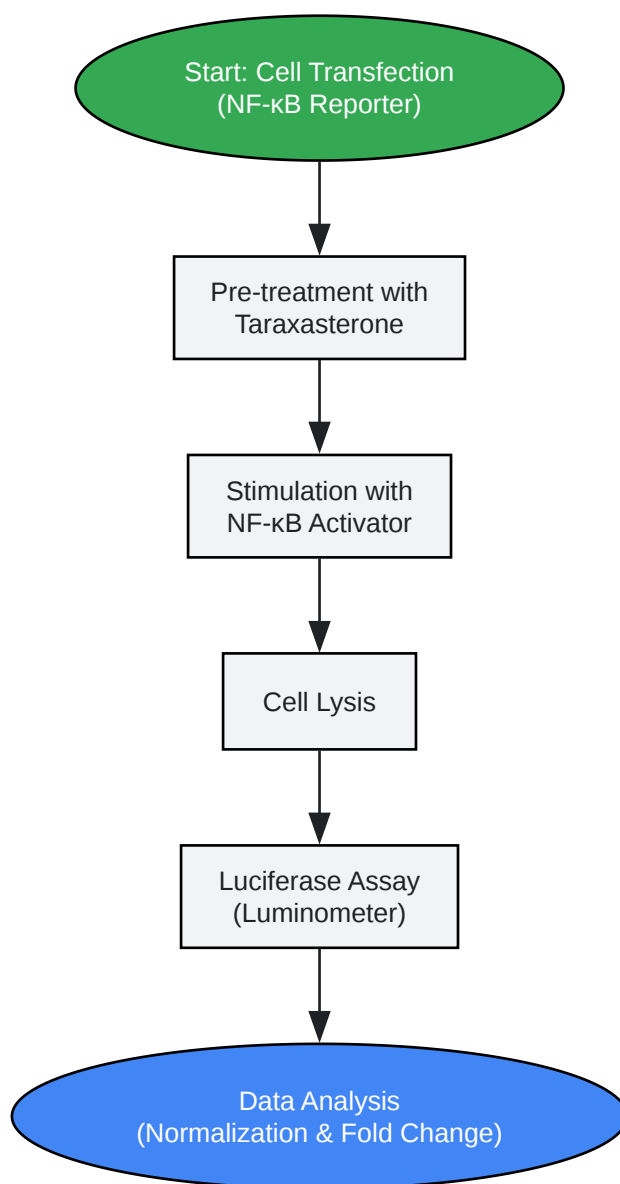 Start: Cell Transfection
(NF-κB Reporter)
Pre-treatment with
Taraxasterone
Stimulation with
NF-κB Activator
Cell Lysis
Luciferase Assay
(Luminometer)
Data Analysis
(Normalization & Fold Change)